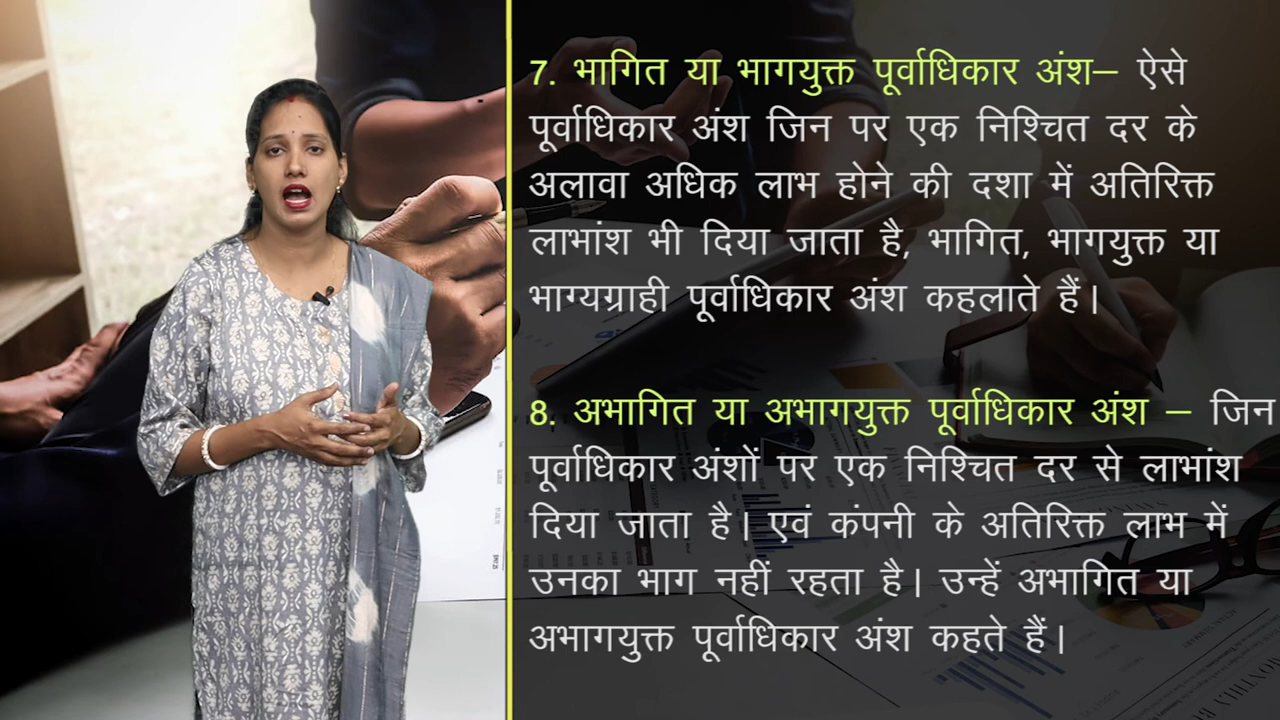 7. भागित या भागयुक्त पूर्वाधिकार अंश– ऐसे
पूर्वाधिकार अंश जिन पर एक निश्चित दर के
अलावा अधिक लाभ होने की दशा में अतिरिक्त
लाभांश भी दिया जाता है, भागित, भागयुक्त या
भाग्यग्राही पूर्वाधिकार अंश कहलाते हैं।
8. अभागित या अभागयुक्त पूर्वाधिकार अंश – जिन
पूर्वाधिकार अंशों पर एक निश्चित दर से लाभांश
दिया जाता है। एवं कंपनी के अतिरिक्त लाभ में
उनका भाग नहीं रहता है। उन्हें अभागित या
अभागयुक्त पूर्वाधिकार अंश कहते हैं।